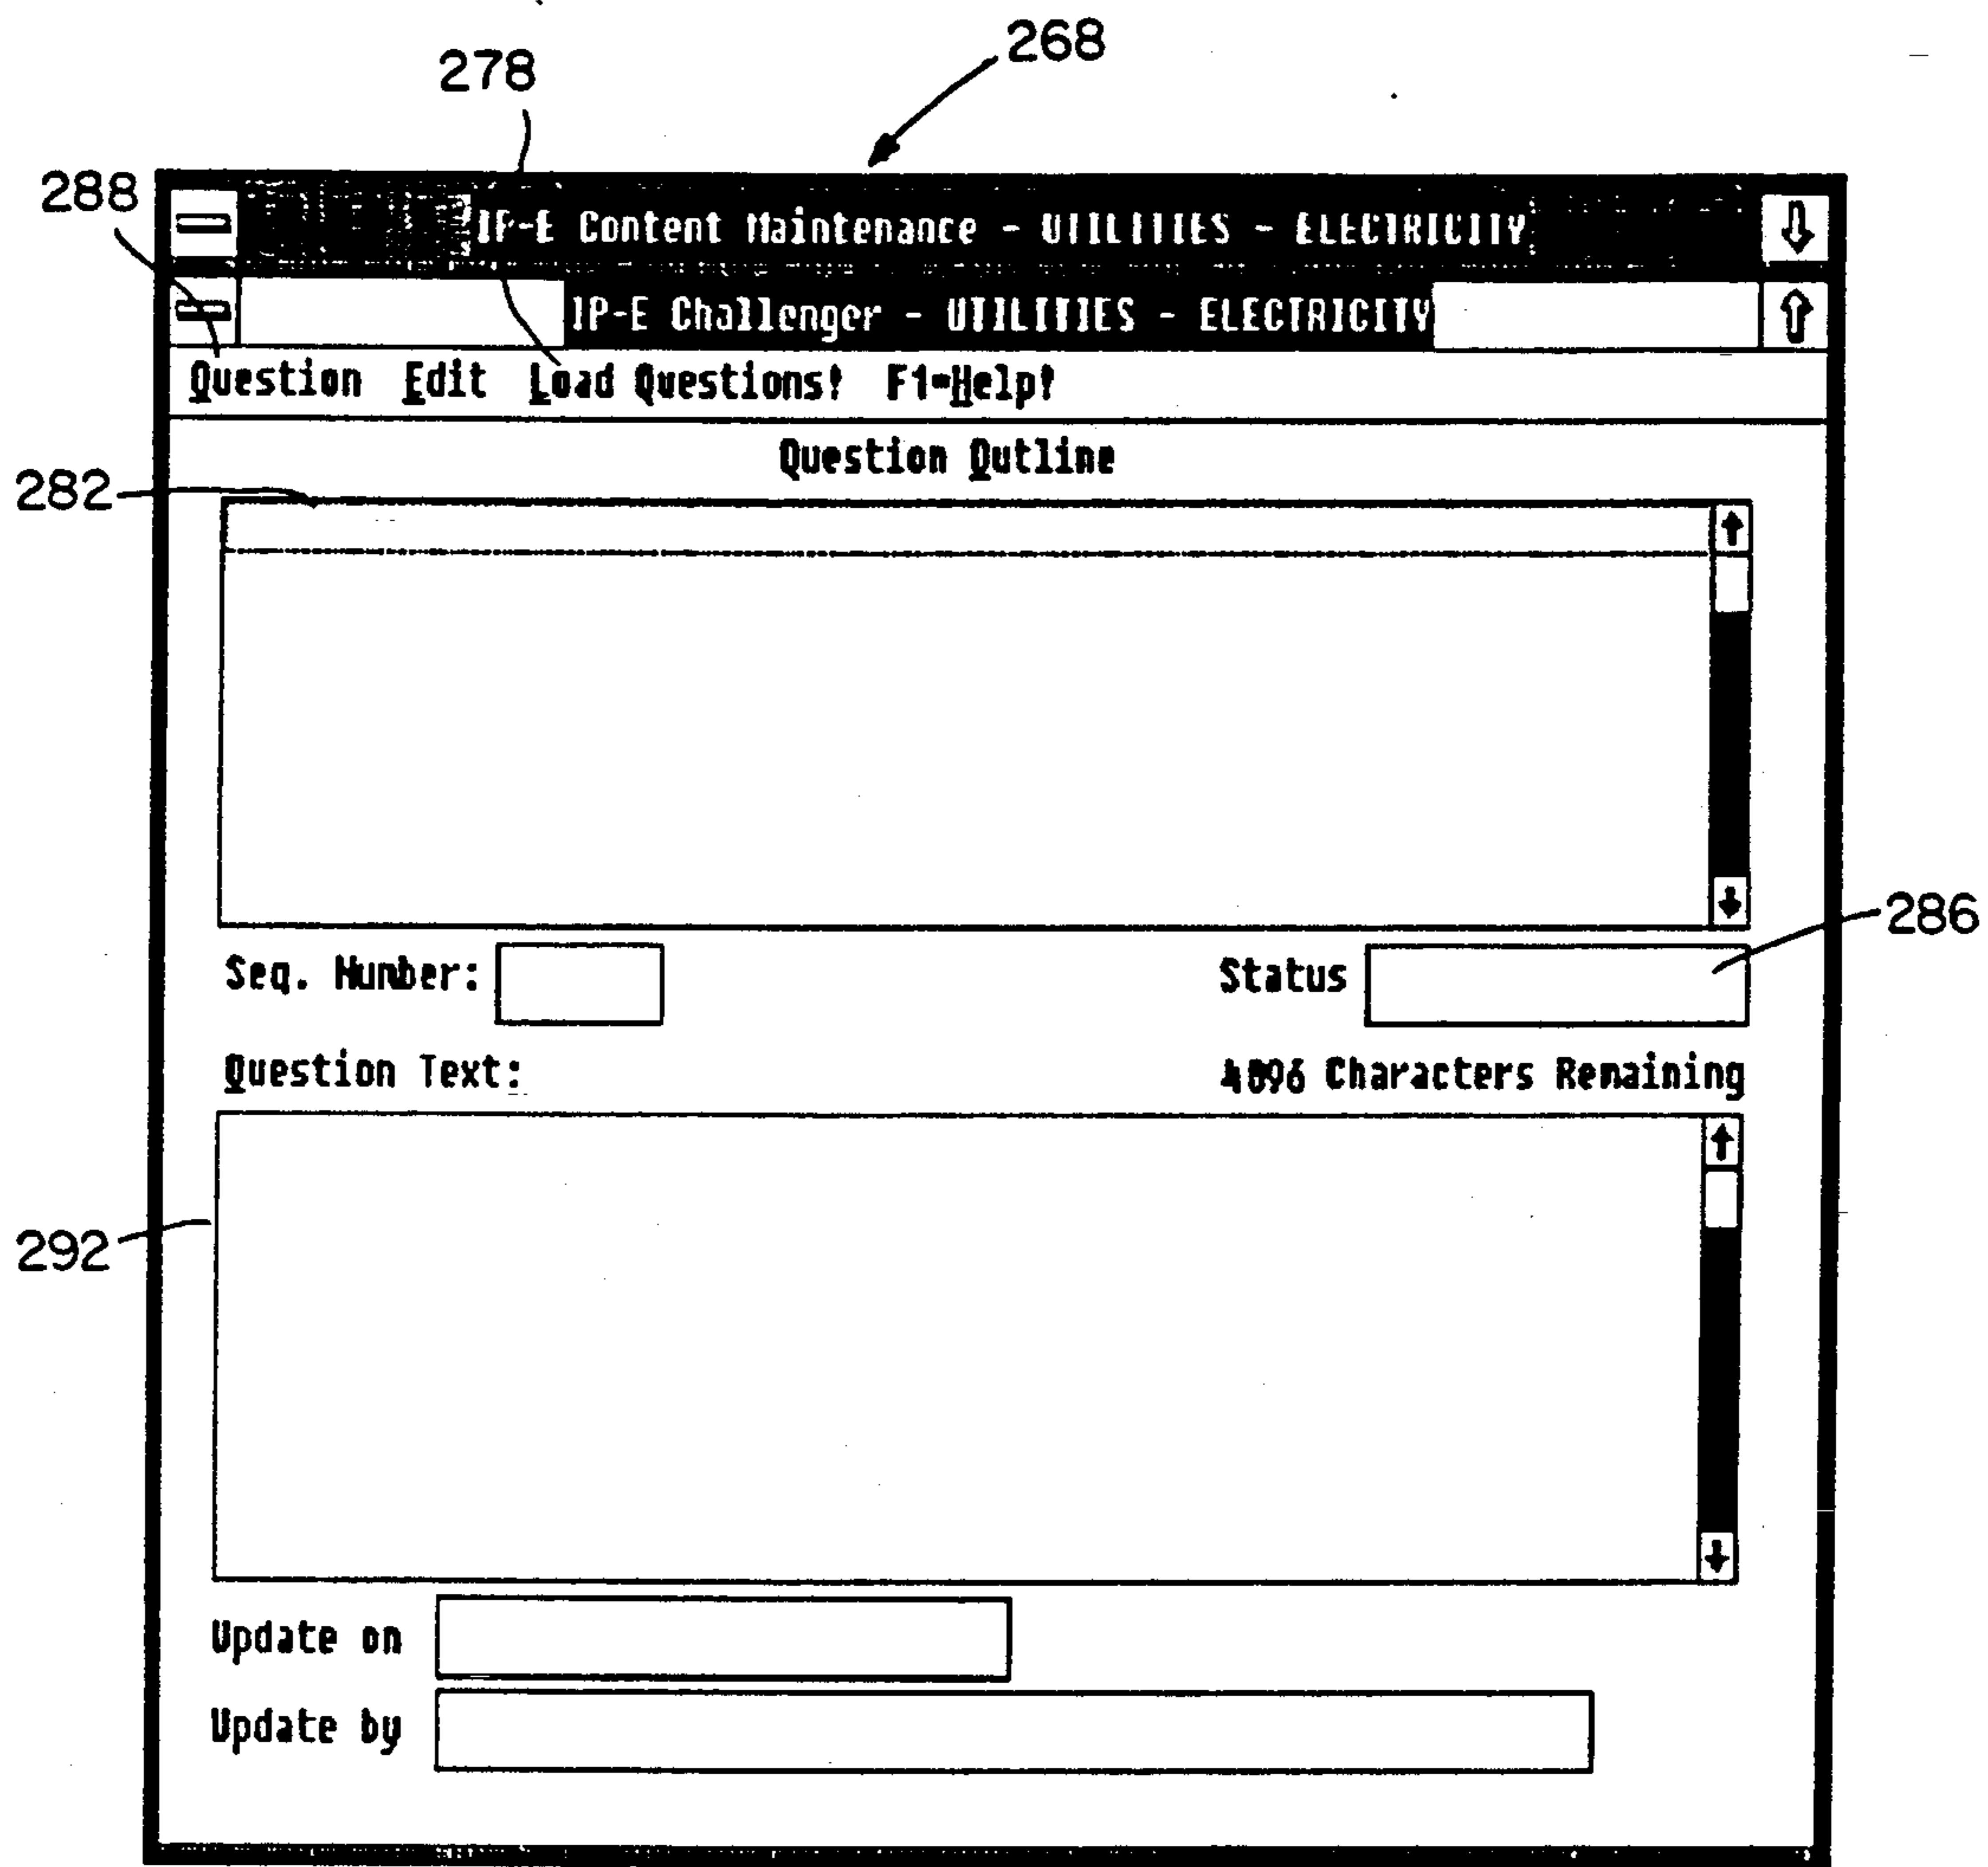 268
278
288
IP-E Content Maintenance - UTILITIES - ELECTRICITY
IP-E Challenger - UTILITIES - ELECTRICITY
Question Edit Load Questions! F1=Help!
Question Outline
282
286
Seq. Number: Status
Question Text: 4096 Characters Remaining
292
Update on
Update by